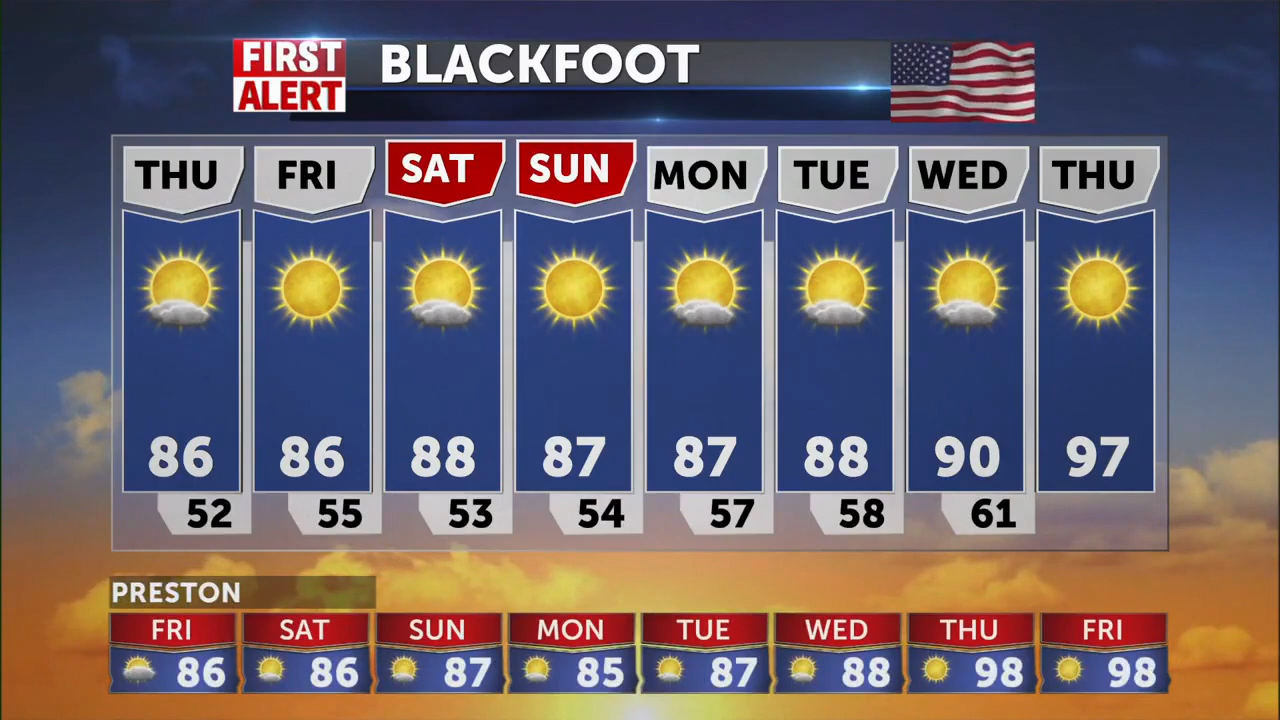 FIRST
ALERT
BLACKFOOT
THU FRI SAT SUN MON TUE WED THU
86 86 88 87 87 88 90 97
52 55 53 54 57 58 61
PRESTON
FRI SAT SUN MON TUE WED THU FRI
86 86 87 85 87 88 98 98